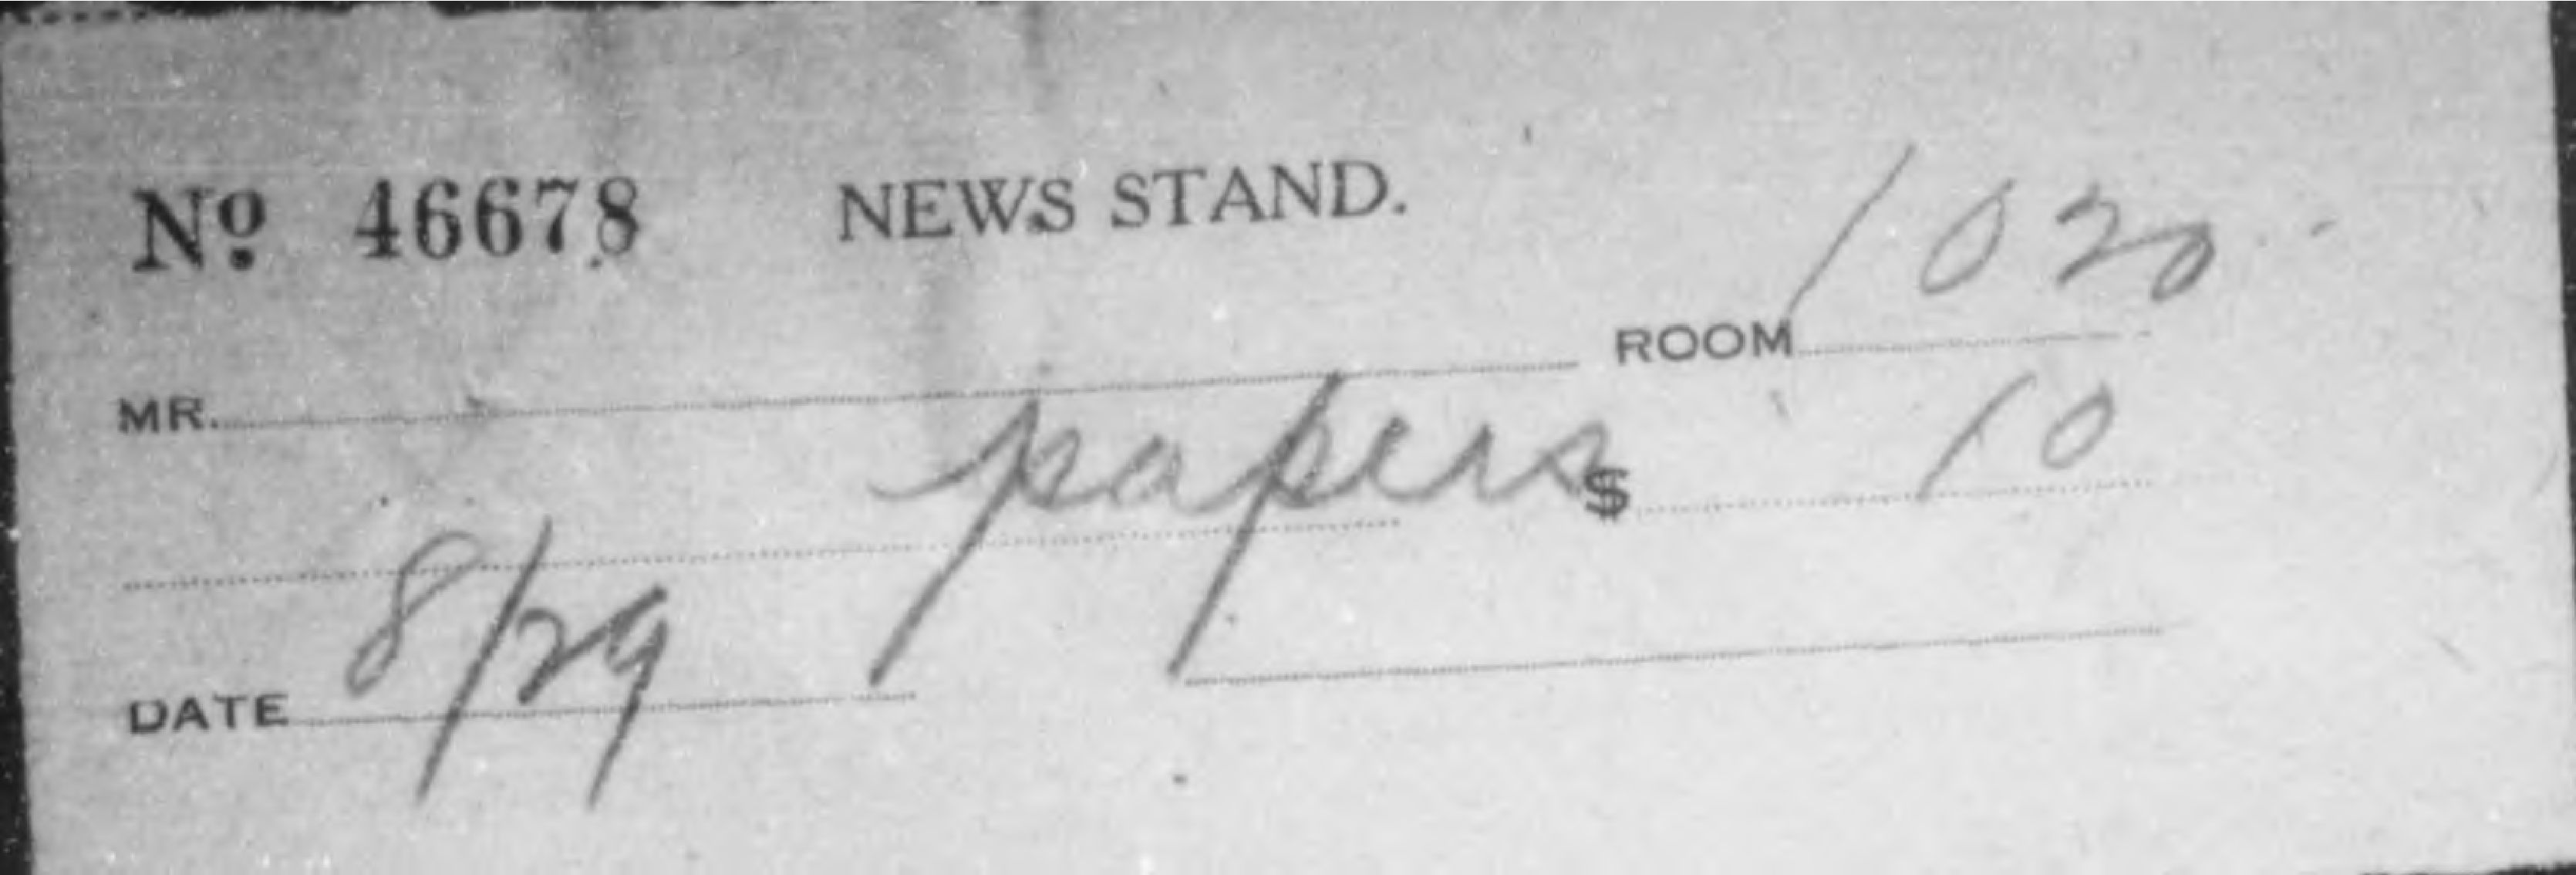 Nº 46678 NEWS STAND.
MR. ROOM 1020
papers $ 10
DATE 8/29